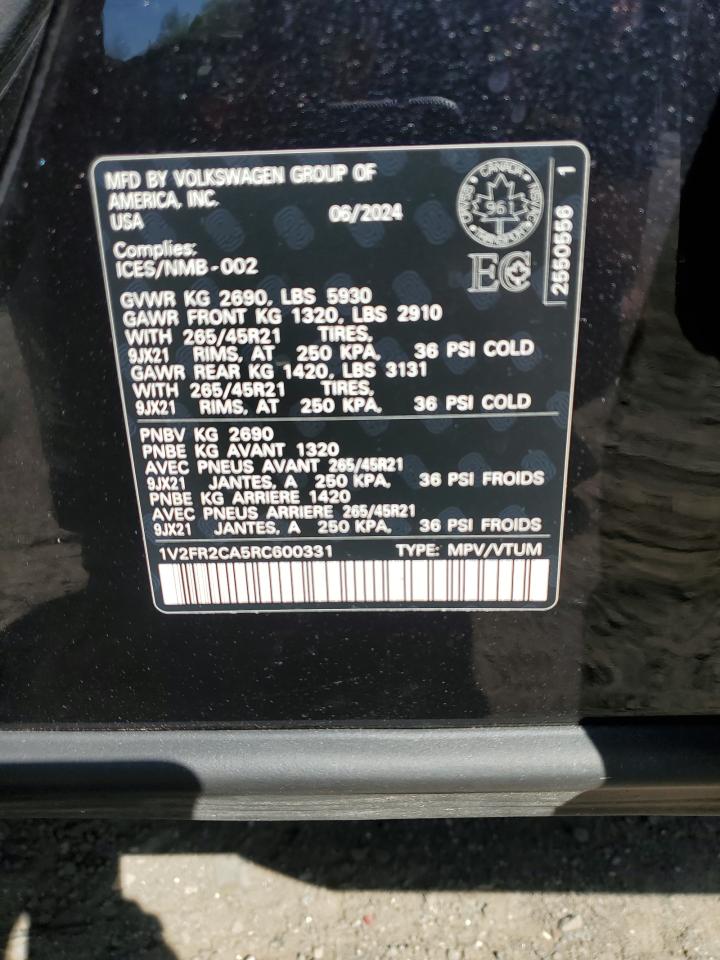 MFD BY VOLKSWAGEN GROUP OF
AMERICA, INC.
USA 06/2024
Complies:
ICES/NMB-002
CANADA
961
EC
2550556 1
GVWR KG 2690, LBS 5930
GAWR FRONT KG 1320, LBS 2910
WITH 265/45R21 TIRES,
9JX21 RIMS, AT 250 KPA, 36 PSI COLD
GAWR REAR KG 1420, LBS 3131
WITH 265/45R21 TIRES,
9JX21 RIMS, AT 250 KPA, 36 PSI COLD
PNBV KG 2690
PNBE KG AVANT 1320
AVEC PNEUS AVANT 265/45R21
9JX21 JANTES, A 250 KPA, 36 PSI FROIDS
PNBE KG ARRIÈRE 1420
AVEC PNEUS ARRIERE 265/45R21
9JX21 JANTES, A 250 KPA, 36 PSI FROIDS
1V2FR2CA5RC600331 TYPE: MPV/VTUM